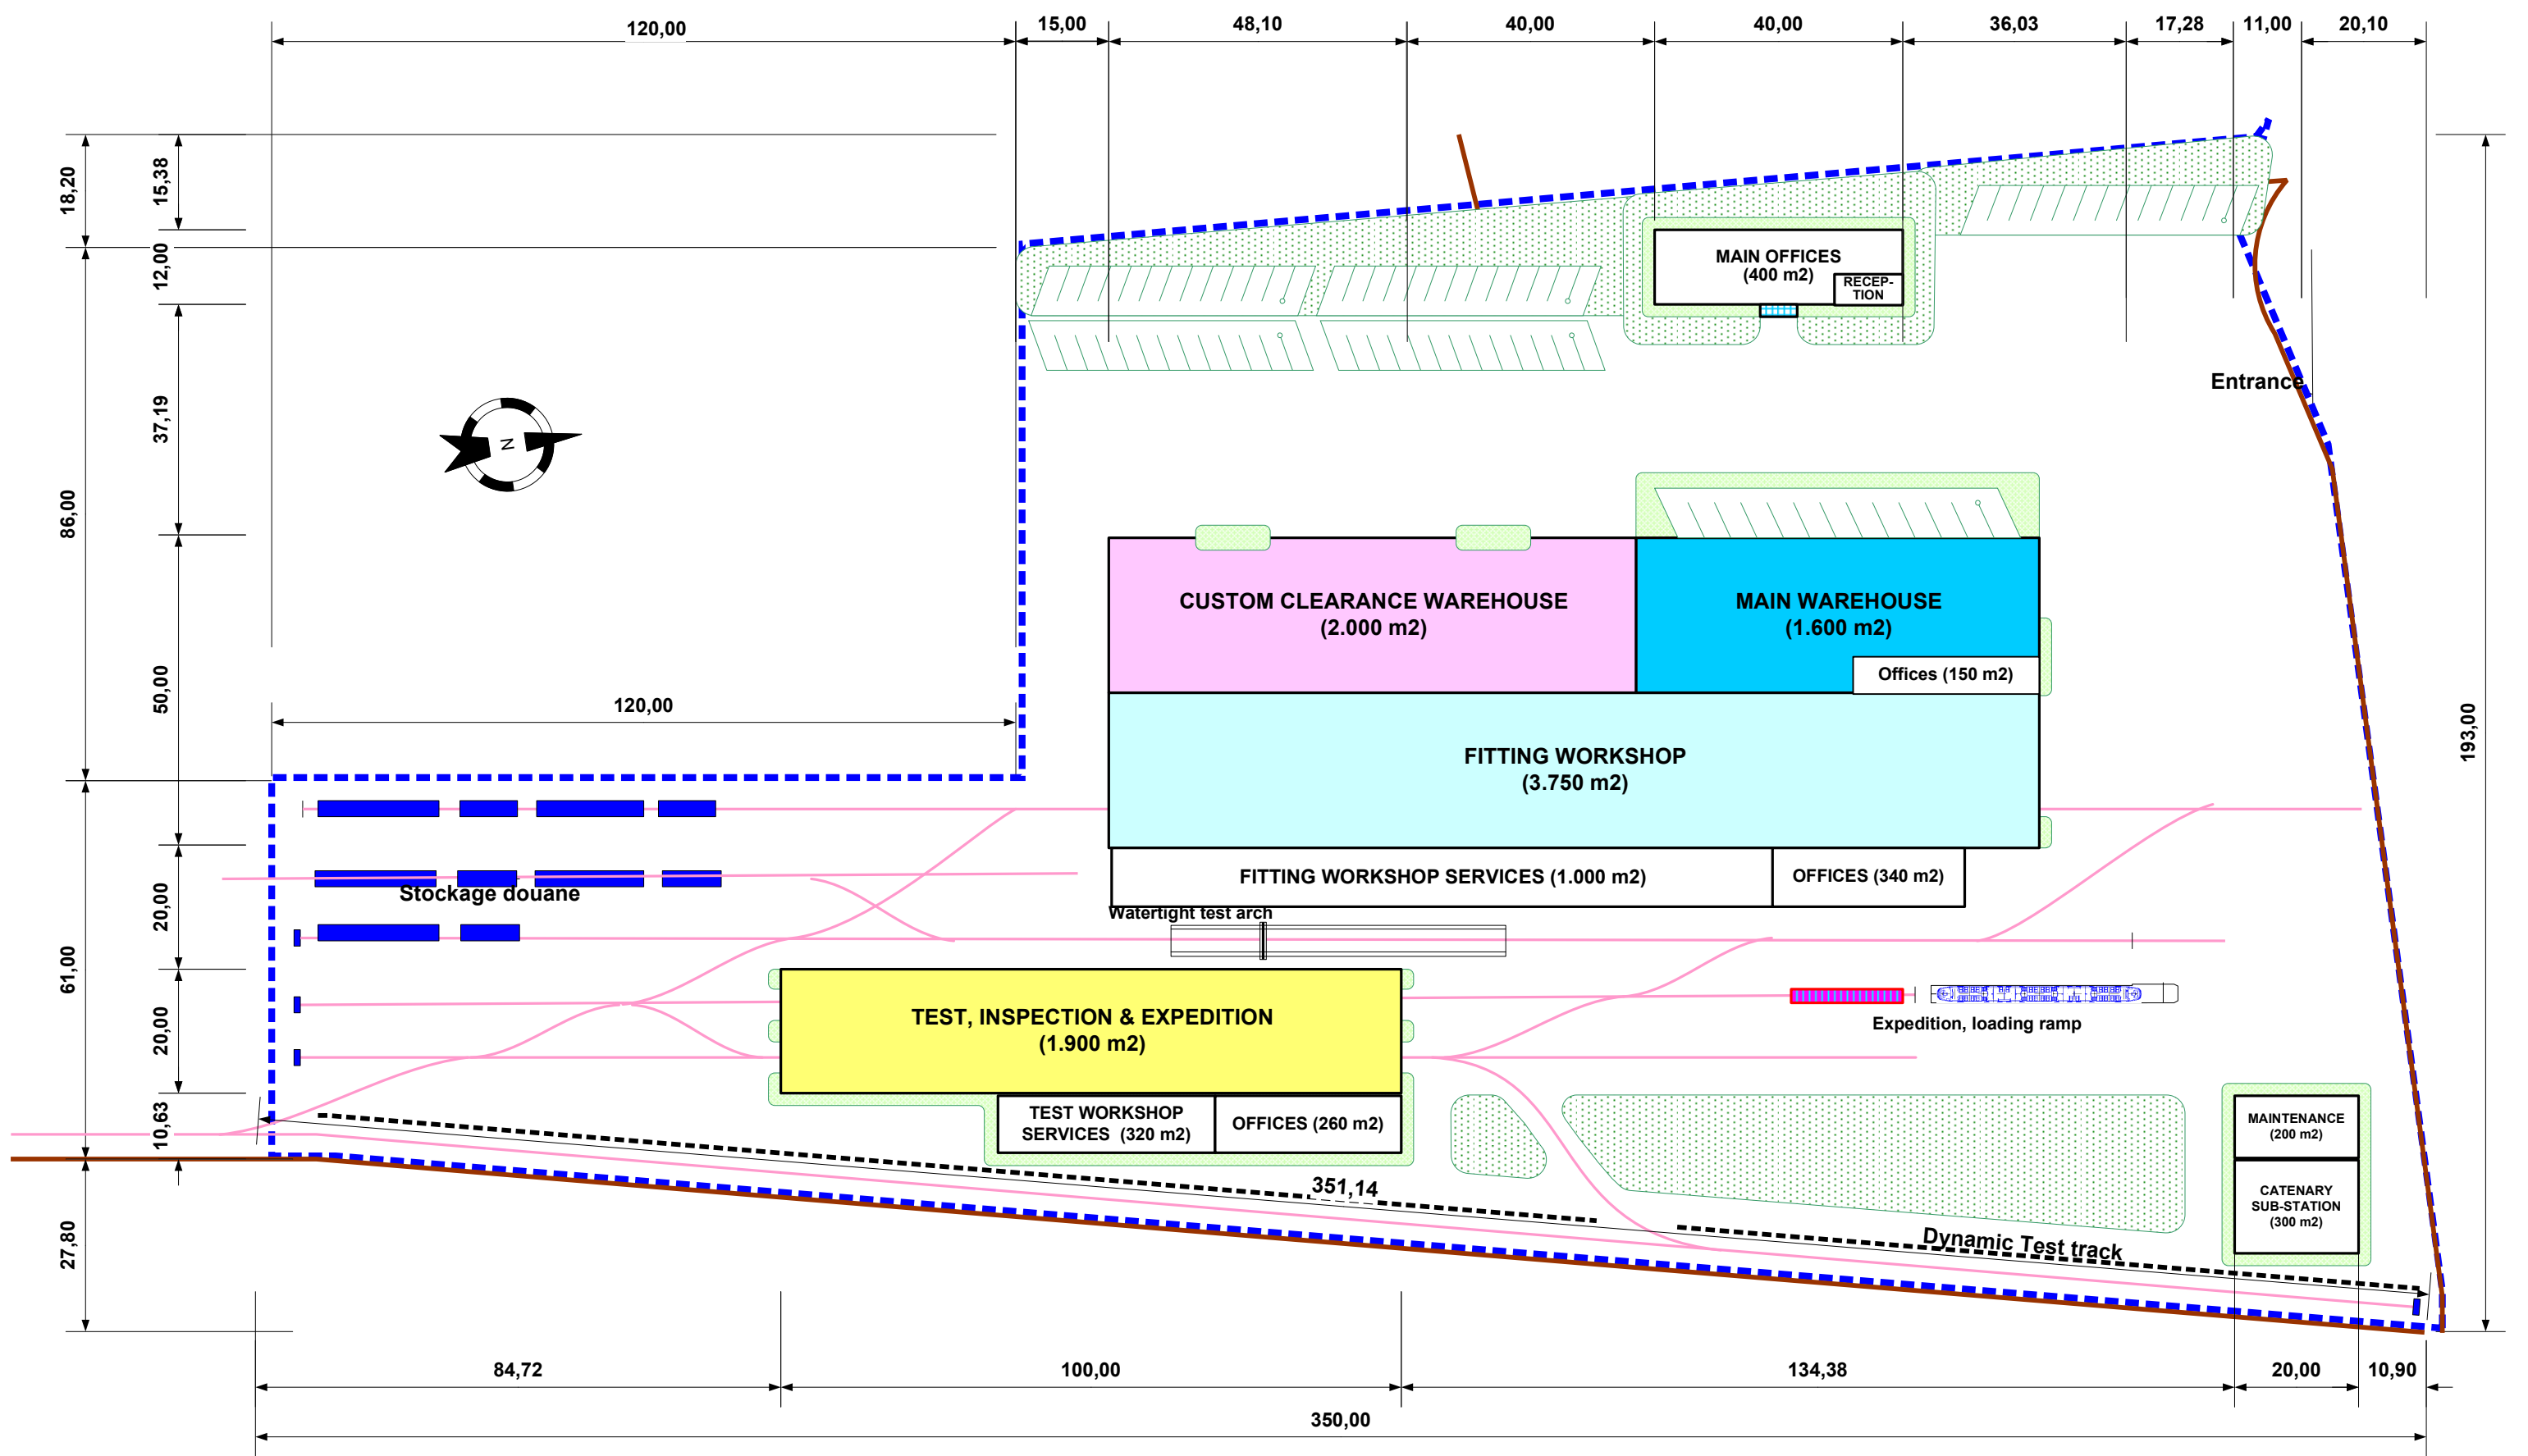 120,00
15,00
48,10
40,00
40,00
36,03
17,28
11,00
20,10
18,20
15,38
12,00
MAIN OFFICES
(400 m2)
RECEP-
TION
Entrance
37,19
N
86,00
CUSTOM CLEARANCE WAREHOUSE
(2.000 m2)
MAIN WAREHOUSE
(1.600 m2)
Offices (150 m2)
50,00
120,00
193,00
FITTING WORKSHOP
(3.750 m2)
Stockage douane
FITTING WORKSHOP SERVICES (1.000 m2)
OFFICES (340 m2)
Watertight test arch
20,00
61,00
TEST, INSPECTION & EXPEDITION
(1.900 m2)
Expedition, loading ramp
20,00
10,63
TEST WORKSHOP
SERVICES (320 m2)
OFFICES (260 m2)
MAINTENANCE
(200 m2)
CATENARY
SUB-STATION
(300 m2)
351,14
Dynamic Test track
27,80
84,72
100,00
134,38
20,00
10,90
350,00